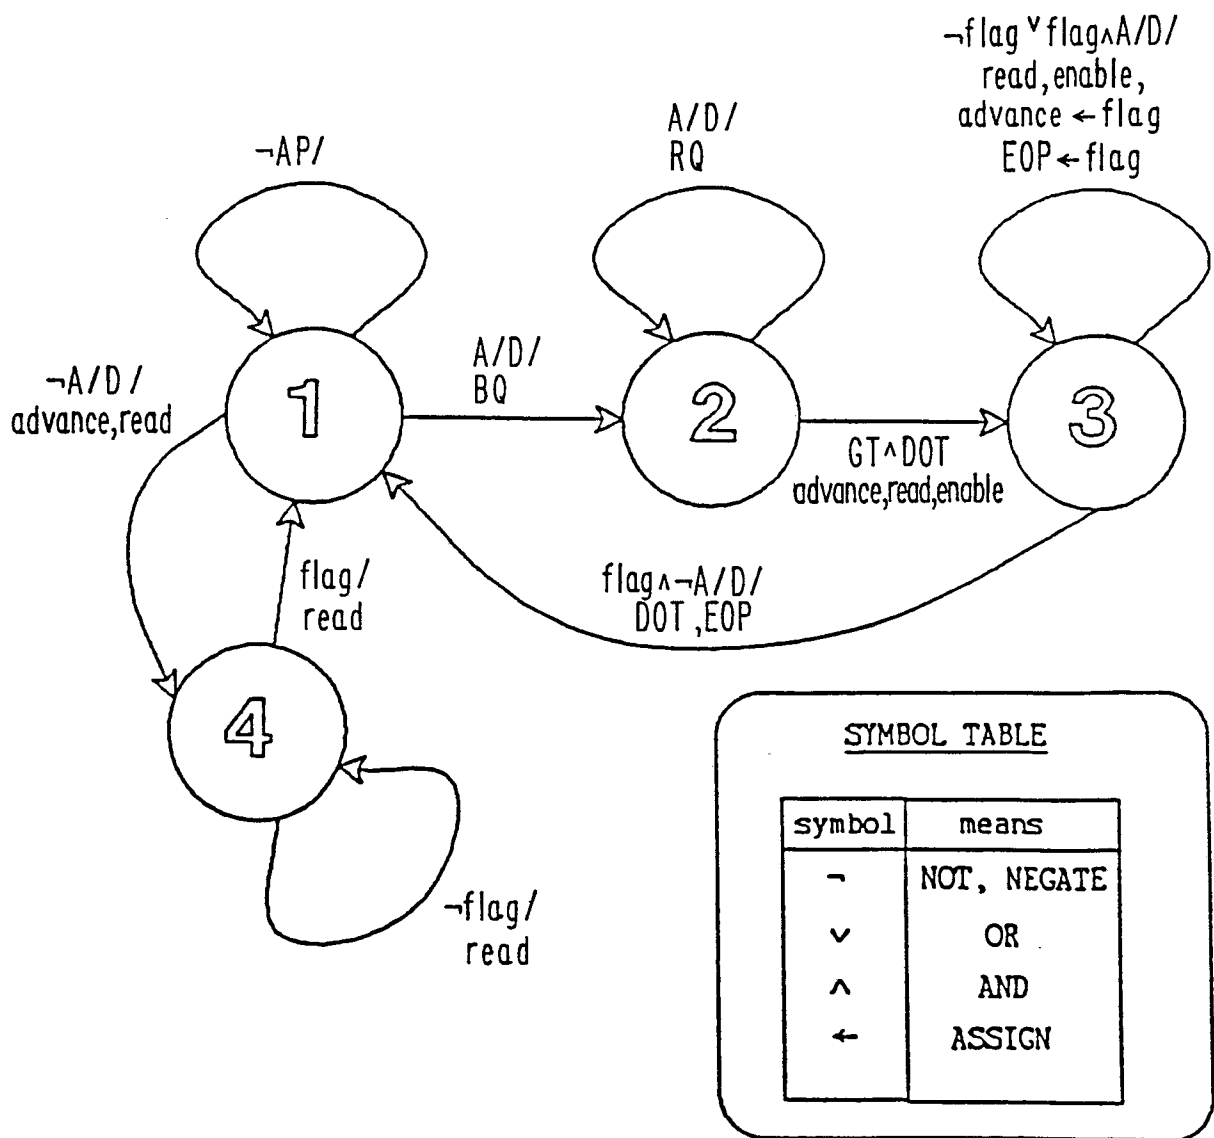 ¬flag ∨ flag∧A/D/
read,enable,
advance ←flag
EOP←flag
A/D/
RQ
¬AP/
¬A/D/
advance,read
1
A/D/
BQ
2
GT∧DOT
advance,read,enable
3
flag/
read
flag∧¬A/D/
DOT,EOP
4
¬flag/
read
SYMBOL TABLE
symbol means
¬ NOT, NEGATE
∨ OR
∧ AND
← ASSIGN